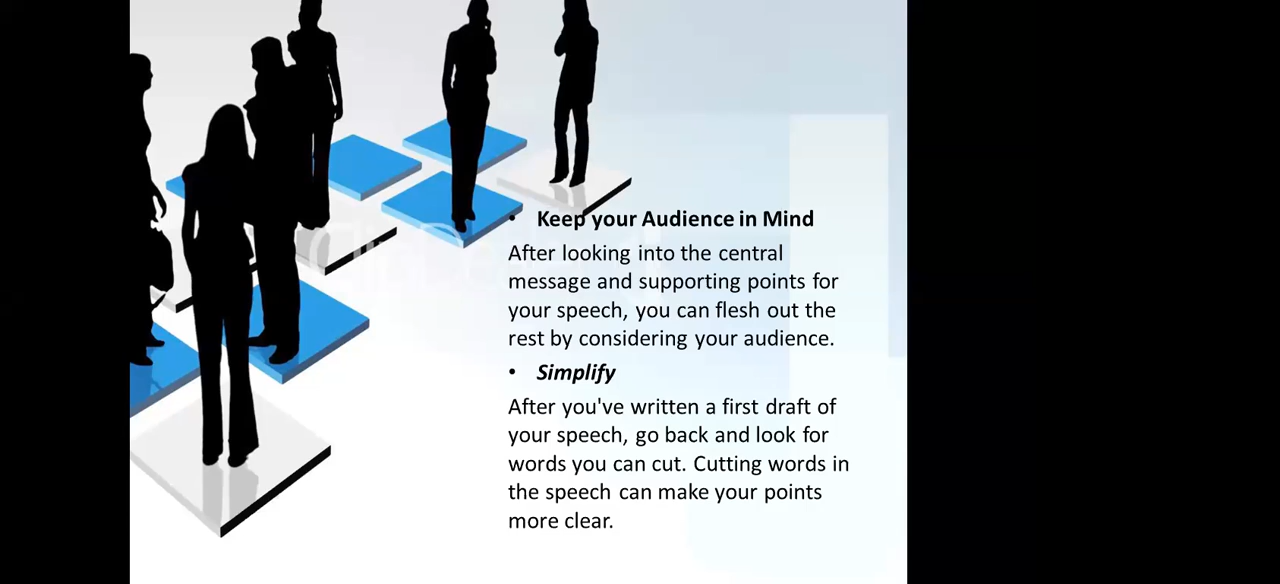 • Keep your Audience in Mind
After looking into the central
message and supporting points for
your speech, you can flesh out the
rest by considering your audience.
• Simplify
After you've written a first draft of
your speech, go back and look for
words you can cut. Cutting words in
the speech can make your points
more clear.